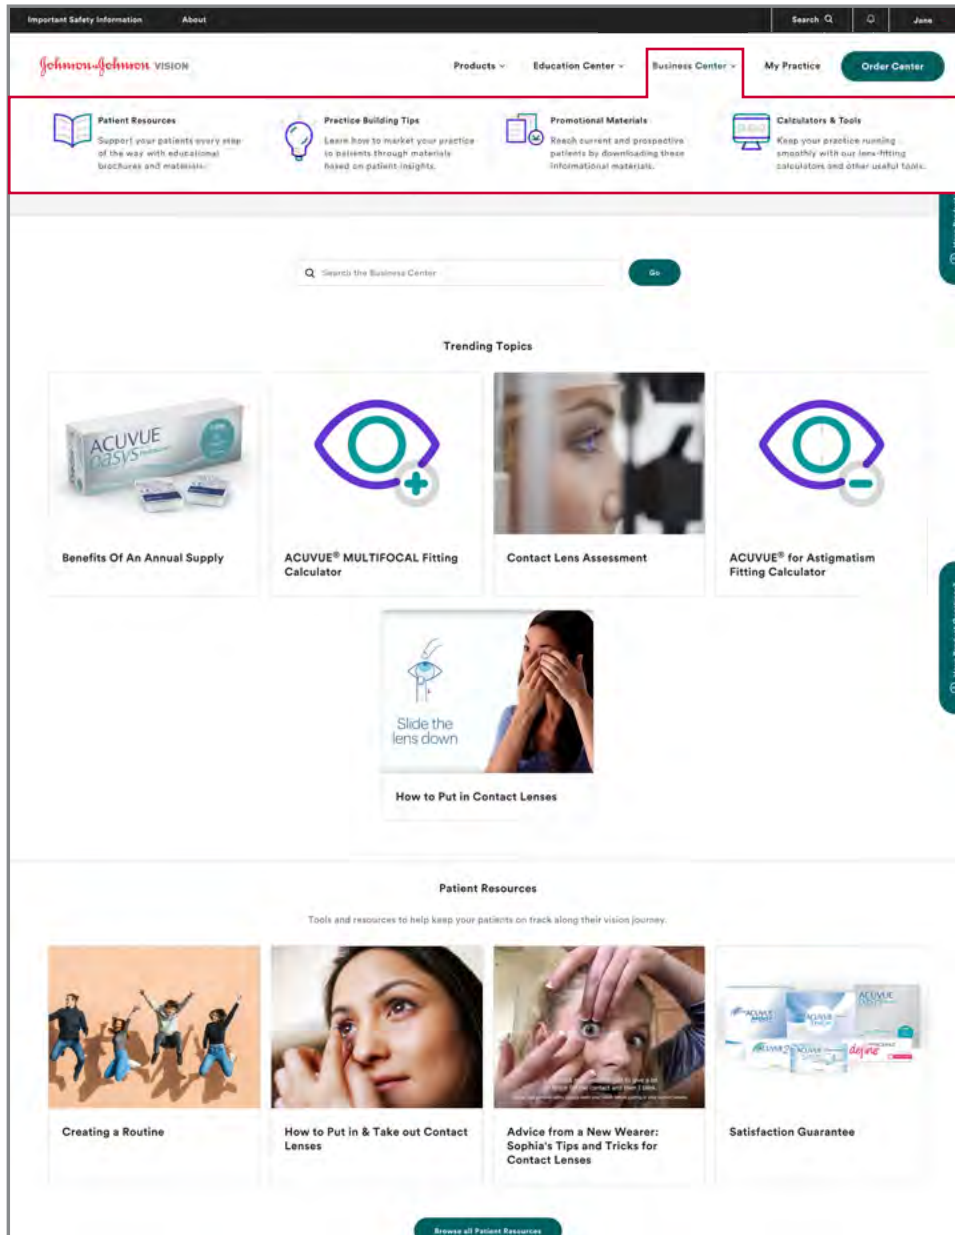 Important Safety Information About Search Jane
Johnson & Johnson VISION Products Education Center Business Center My Practice Order Center
Patient Resources
Support your patients every step
of the way with educational
brochures and materials.
Practice Building Tips
Learn how to market your practice
to patients through materials
based on patient insights.
Promotional Materials
Reach current and prospective
patients by downloading these
informational materials.
Calculators & Tools
Keep your practice running
smoothly with our lens-fitting
calculators and other useful tools.
Search the Business Center Go
Trending Topics
ACUVUE
oasys
Benefits Of An Annual Supply
ACUVUE® MULTIFOCAL Fitting
Calculator
Contact Lens Assessment
ACUVUE® for Astigmatism
Fitting Calculator
Slide the
lens down
How to Put in Contact Lenses
Patient Resources
Tools and resources to help keep your patients on track along their vision journey.
Creating a Routine
How to Put in & Take out Contact
Lenses
Advice from a New Wearer:
Sophia's Tips and Tricks for
Contact Lenses
ACUVUE
ACUVUE
ACUVUE
ACUVUE 2
ACUVUE
define
Satisfaction Guarantee
Browse all Patient Resources